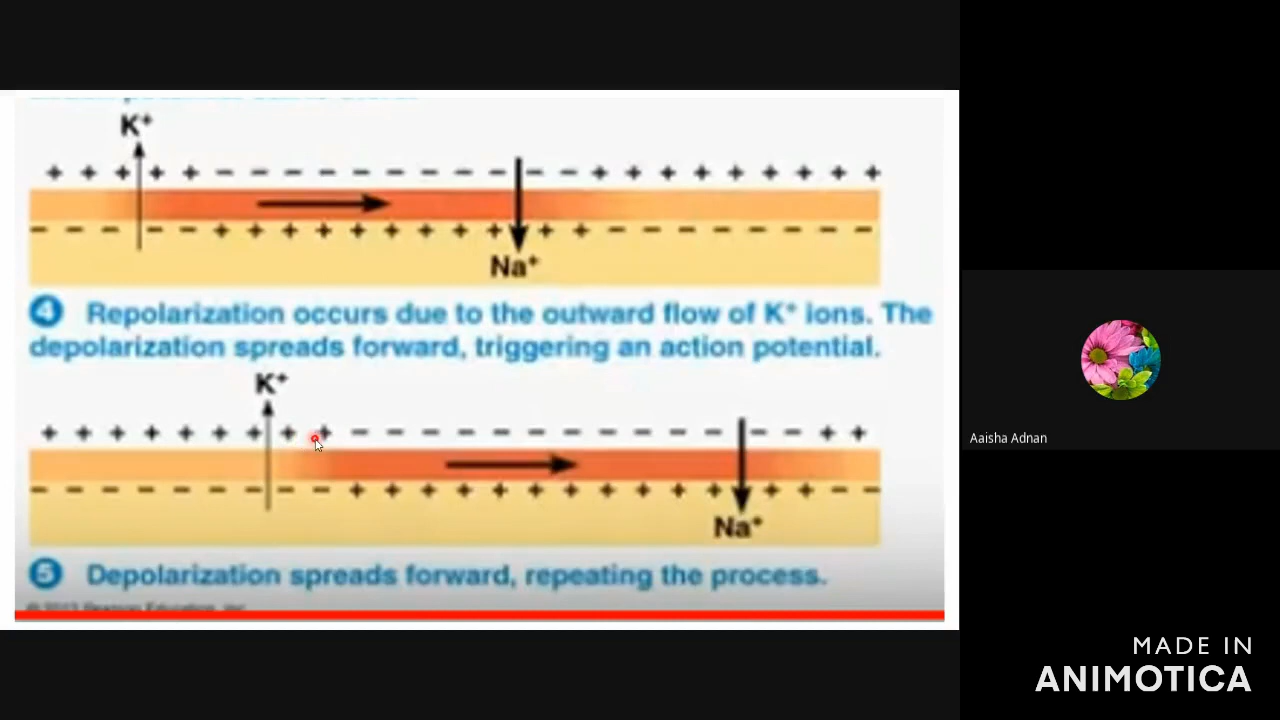 K+
+ + + + + - - - - - - - - - - - + + + + + + + + +
- - - - - + + + + + + + + + + + - - - - - - - -
Na+
4 Repolarization occurs due to the outward flow of K+ ions. The
depolarization spreads forward, triggering an action potential.
K+
+ + + + + + + + + - - - - - - - - - - - - - + +
- - - - - - - - - + + + + + + + + + + + + + - -
Na+
5 Depolarization spreads forward, repeating the process.
Aaisha Adnan
MADE IN
ANIMOTICA